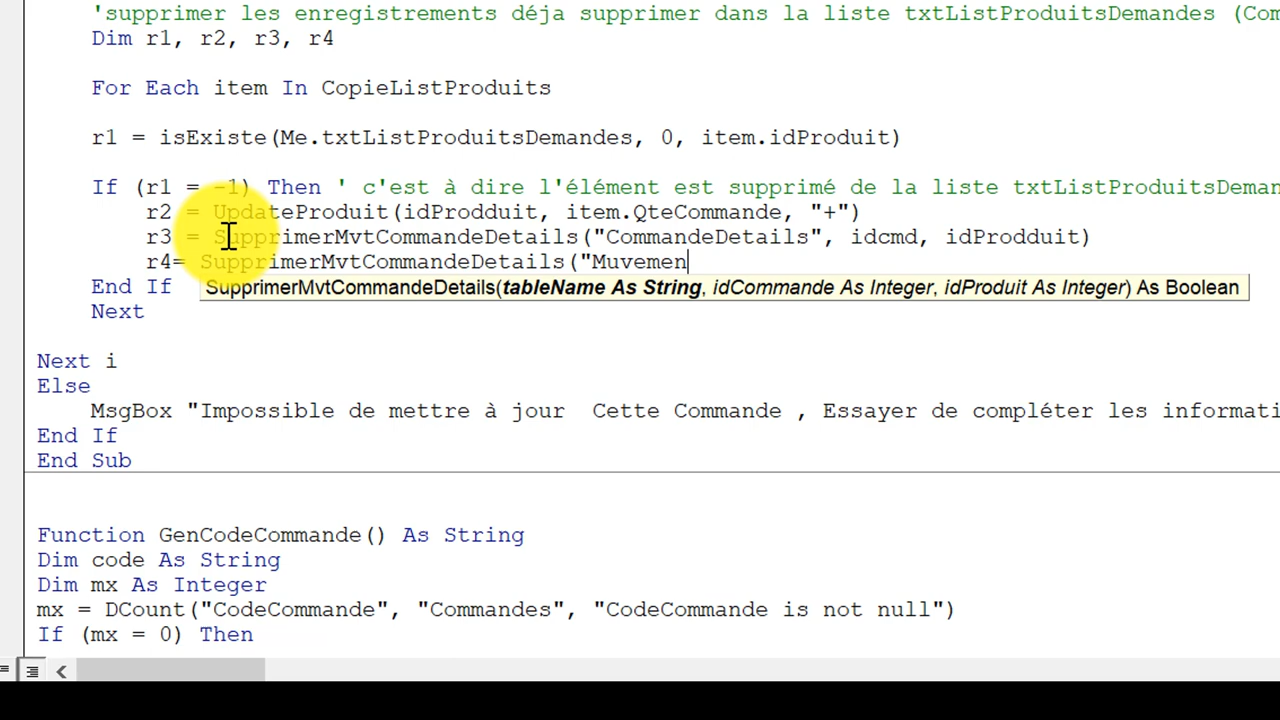 'supprimer les enregistrements déja supprimer dans la liste txtListProduitsDemandes (Com
Dim r1, r2, r3, r4
For Each item In CopieListProduits
r1 = isExiste(Me.txtListProduitsDemandes, 0, item.idProduit)
If (r1 = -1) Then ' c'est à dire l'élément est supprimé de la liste txtListProduitsDeman
r2 = UpdateProduit(idProdduit, item.QteCommande, "+")
r3 = SupprimerMvtCommandeDetails("CommandeDetails", idcmd, idProdduit)
r4= SupprimerMvtCommandeDetails("Muvemen
End If
SupprimerMvtCommandeDetails(tableName As String, idCommande As Integer, idProduit As Integer) As Boolean
Next
Next i
Else
MsgBox "Impossible de mettre à jour  Cette Commande , Essayer de compléter les informati
End If
End Sub
Function GenCodeCommande() As String
Dim code As String
Dim mx As Integer
mx = DCount("CodeCommande", "Commandes", "CodeCommande is not null")
If (mx = 0) Then